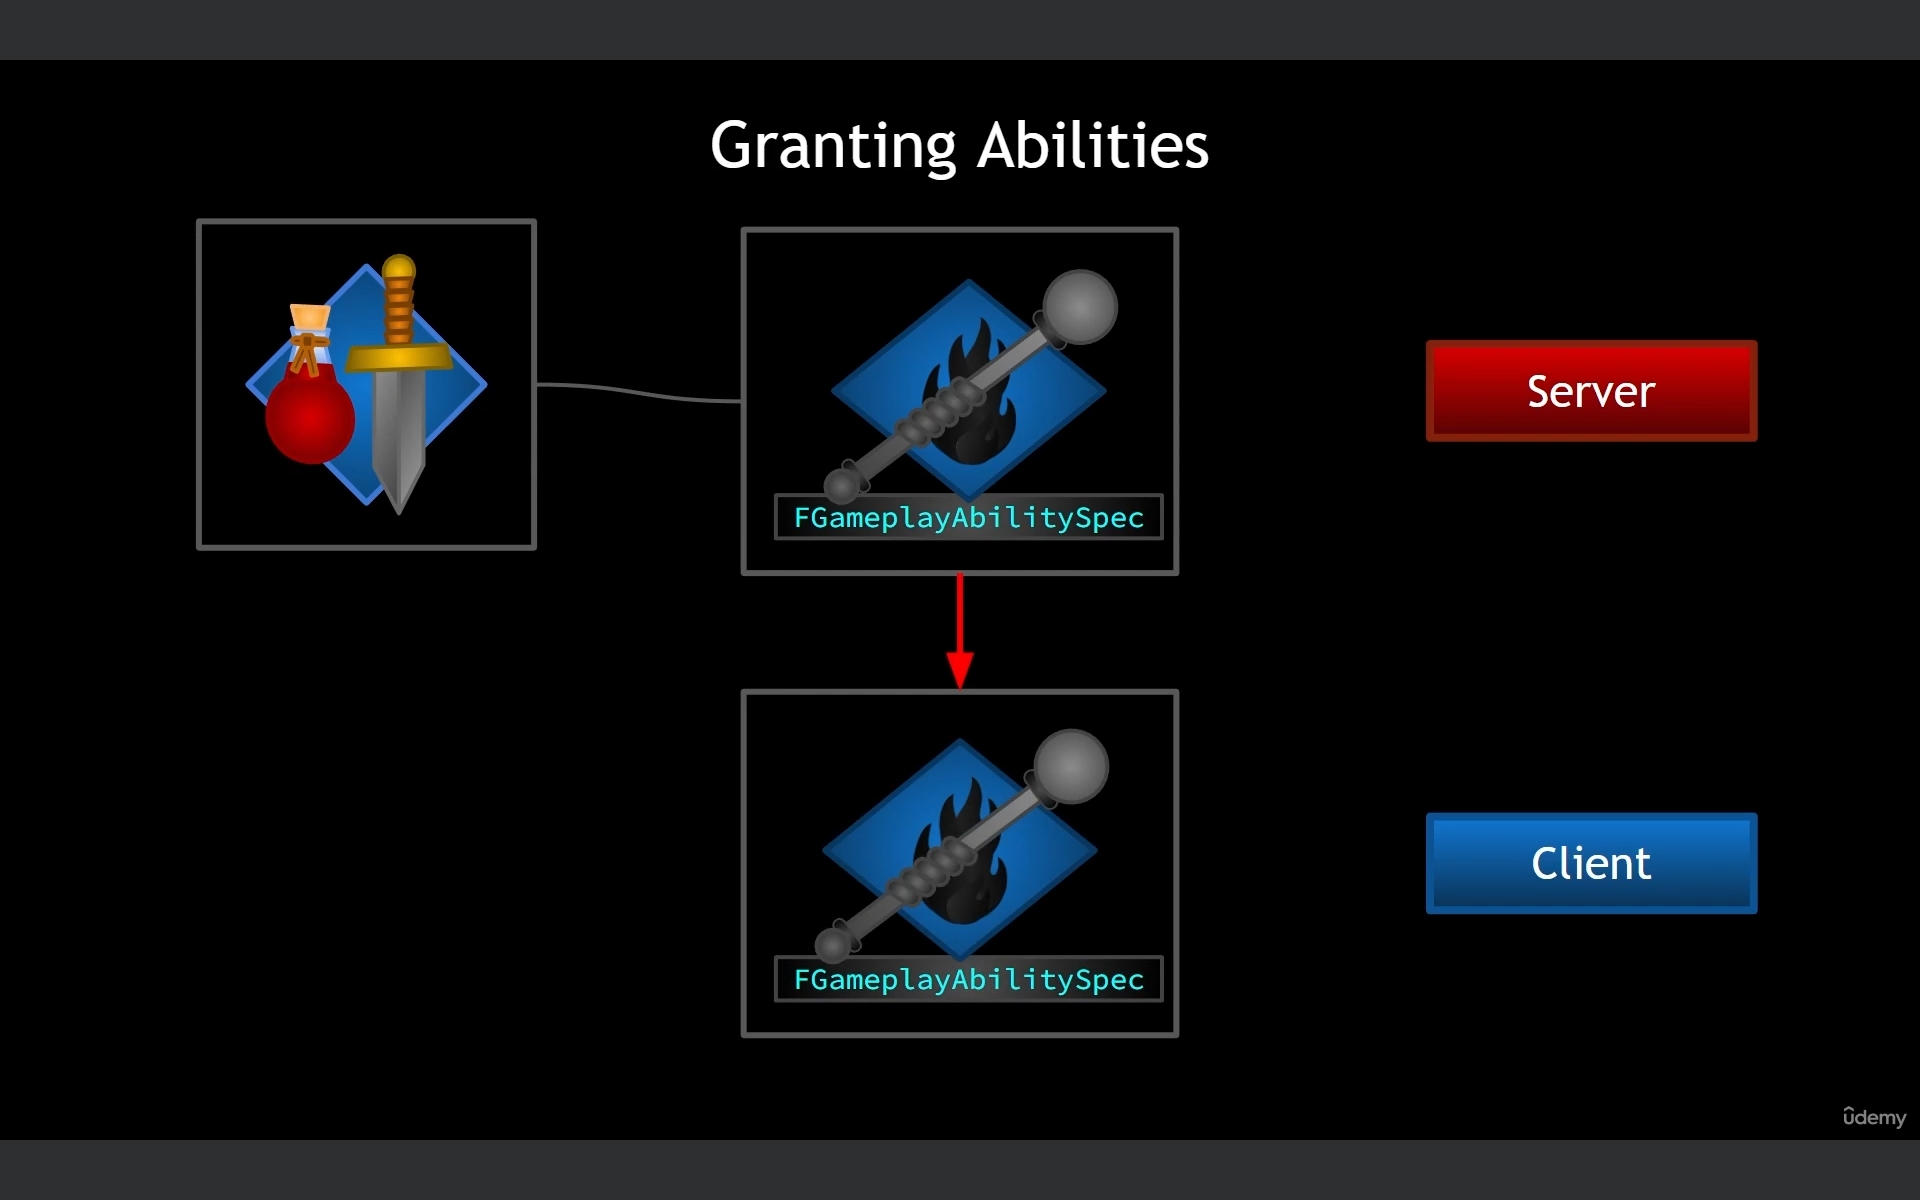 Granting Abilities
FGameplayAbilitySpec
Server
FGameplayAbilitySpec
Client
ûdemy